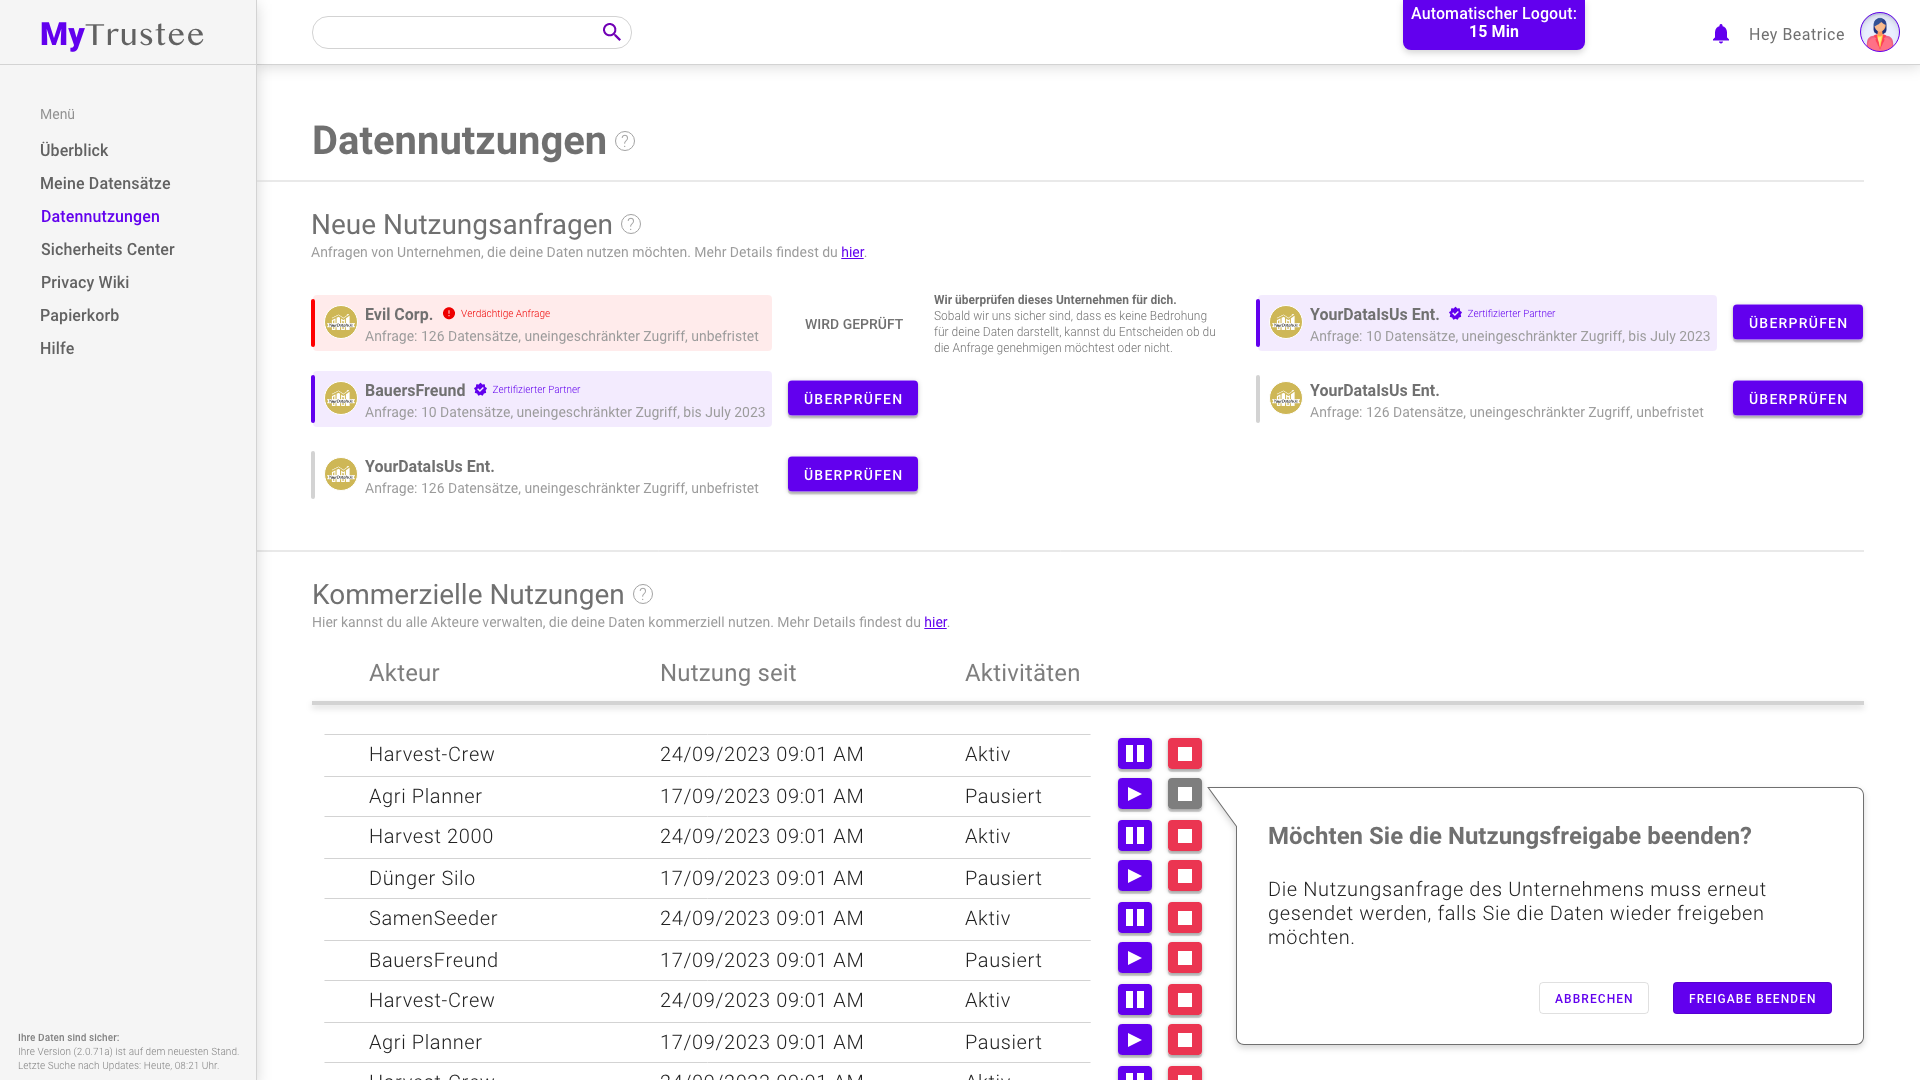 MyTrustee
Automatischer Logout:
15 Min
Hey Beatrice
Menü
Überblick
Meine Datensätze
Datennutzungen
Sicherheits Center
Privacy Wiki
Papierkorb
Hilfe
Ihre Daten sind sicher:
Ihre Version (2.0.71a) ist auf dem neuesten Stand.
Letzte Suche nach Updates: Heute, 08:21 Uhr.
Datennutzungen ?
Neue Nutzungsanfragen ?
Anfragen von Unternehmen, die deine Daten nutzen möchten. Mehr Details findest du hier.
Evil Corp. Verdächtige Anfrage
Anfrage: 126 Datensätze, uneingeschränkter Zugriff, unbefristet
WIRD GEPRÜFT
Wir überprüfen dieses Unternehmen für dich.
Sobald wir uns sicher sind, dass es keine Bedrohung
für deine Daten darstellt, kannst du Entscheiden ob du
die Anfrage genehmigen möchtest oder nicht.
YourDataIsUs Ent. Zertifizierter Partner
Anfrage: 10 Datensätze, uneingeschränkter Zugriff, bis July 2023
ÜBERPRÜFEN
BauersFreund Zertifizierter Partner
Anfrage: 10 Datensätze, uneingeschränkter Zugriff, bis July 2023
ÜBERPRÜFEN
YourDataIsUs Ent.
Anfrage: 126 Datensätze, uneingeschränkter Zugriff, unbefristet
ÜBERPRÜFEN
YourDataIsUs Ent.
Anfrage: 126 Datensätze, uneingeschränkter Zugriff, unbefristet
ÜBERPRÜFEN
Kommerzielle Nutzungen ?
Hier kannst du alle Akteure verwalten, die deine Daten kommerziell nutzen. Mehr Details findest du hier.
Akteur Nutzung seit Aktivitäten
Harvest-Crew 24/09/2023 09:01 AM Aktiv
Agri Planner 17/09/2023 09:01 AM Pausiert
Harvest 2000 24/09/2023 09:01 AM Aktiv
Dünger Silo 17/09/2023 09:01 AM Pausiert
SamenSeeder 24/09/2023 09:01 AM Aktiv
BauersFreund 17/09/2023 09:01 AM Pausiert
Harvest-Crew 24/09/2023 09:01 AM Aktiv
Agri Planner 17/09/2023 09:01 AM Pausiert
Harvest-Crew 24/09/2023 09:01 AM Aktiv
Möchten Sie die Nutzungsfreigabe beenden?
Die Nutzungsanfrage des Unternehmens muss erneut
gesendet werden, falls Sie die Daten wieder freigeben
möchten.
ABBRECHEN
FREIGABE BEENDEN